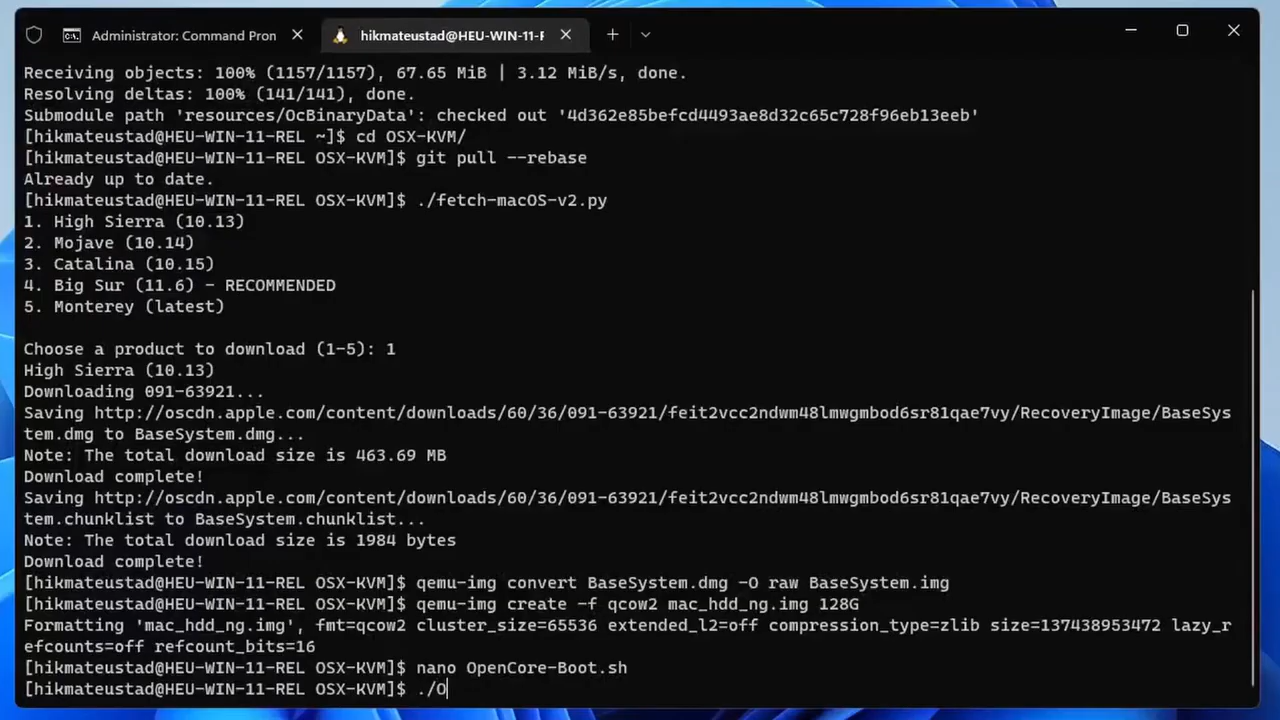 Administrator: Command Pron
hikmateustad@HEU-WIN-11-F
Receiving objects: 100% (1157/1157), 67.65 MiB | 3.12 MiB/s, done.
Resolving deltas: 100% (141/141), done.
Submodule path 'resources/OcBinaryData': checked out '4d362e85befcd4493ae8d32c65c728f96eb13eeb'
[hikmateustad@HEU-WIN-11-REL ~]$ cd OSX-KVM/
[hikmateustad@HEU-WIN-11-REL OSX-KVM]$ git pull --rebase
Already up to date.
[hikmateustad@HEU-WIN-11-REL OSX-KVM]$ ./fetch-macOS-v2.py
1. High Sierra (10.13)
2. Mojave (10.14)
3. Catalina (10.15)
4. Big Sur (11.6) - RECOMMENDED
5. Monterey (latest)
Choose a product to download (1-5): 1
High Sierra (10.13)
Downloading 091-63921...
Saving http://oscdn.apple.com/content/downloads/60/36/091-63921/feit2vcc2ndwm48lmwgmbod6sr81qae7vy/RecoveryImage/BaseSys
tem.dmg to BaseSystem.dmg...
Note: The total download size is 463.69 MB
Download complete!
Saving http://oscdn.apple.com/content/downloads/60/36/091-63921/feit2vcc2ndwm48lmwgmbod6sr81qae7vy/RecoveryImage/BaseSys
tem.chunklist to BaseSystem.chunklist...
Note: The total download size is 1984 bytes
Download complete!
[hikmateustad@HEU-WIN-11-REL OSX-KVM]$ qemu-img convert BaseSystem.dmg -O raw BaseSystem.img
[hikmateustad@HEU-WIN-11-REL OSX-KVM]$ qemu-img create -f qcow2 mac_hdd_ng.img 128G
Formatting 'mac_hdd_ng.img', fmt=qcow2 cluster_size=65536 extended_l2=off compression_type=zlib size=137438953472 lazy_r
efcounts=off refcount_bits=16
[hikmateustad@HEU-WIN-11-REL OSX-KVM]$ nano OpenCore-Boot.sh
[hikmateustad@HEU-WIN-11-REL OSX-KVM]$ ./O